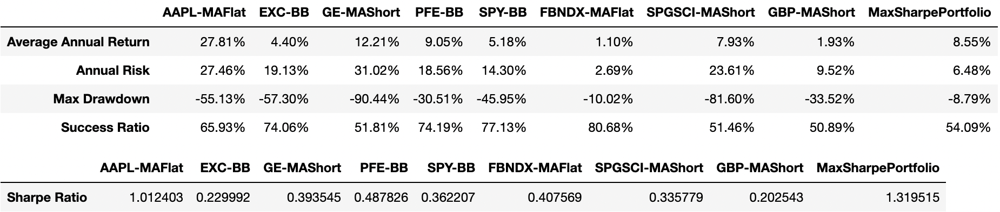 AAPL-MAFlat EXC-BB GE-MAShort PFE-BB SPY-BB FBNDX-MAFlat SPGSCI-MAShort GBP-MAShort MaxSharpePortfolio
Average Annual Return 27.81% 4.40% 12.21% 9.05% 5.18% 1.10% 7.93% 1.93% 8.55%
Annual Risk 27.46% 19.13% 31.02% 18.56% 14.30% 2.69% 23.61% 9.52% 6.48%
Max Drawdown -55.13% -57.30% -90.44% -30.51% -45.95% -10.02% -81.60% -33.52% -8.79%
Success Ratio 65.93% 74.06% 51.81% 74.19% 77.13% 80.68% 51.46% 50.89% 54.09%
AAPL-MAFlat EXC-BB GE-MAShort PFE-BB SPY-BB FBNDX-MAFlat SPGSCI-MAShort GBP-MAShort MaxSharpePortfolio
Sharpe Ratio 1.012403 0.229992 0.393545 0.487826 0.362207 0.407569 0.335779 0.202543 1.319515